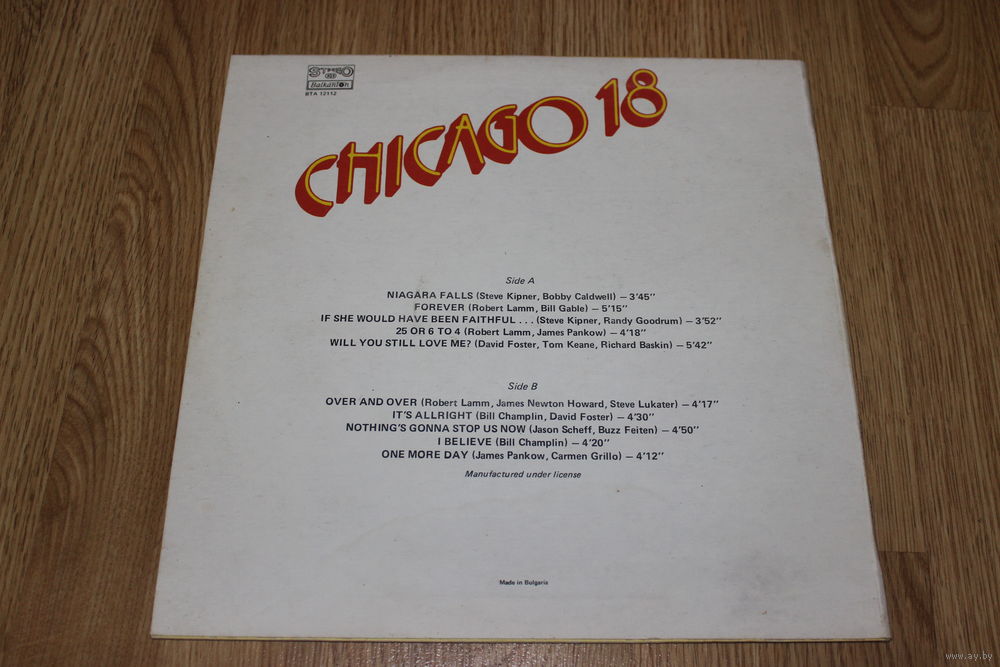 STEREO
Balkanton
BTA 12112
CHICAGO 18
Side A
NIAGARA FALLS (Steve Kipner, Bobby Caldwell) — 3'45''
FOREVER (Robert Lamm, Bill Gable) — 5'15''
IF SHE WOULD HAVE BEEN FAITHFUL . . . (Steve Kipner, Randy Goodrum) — 3'52''
25 OR 6 TO 4 (Robert Lamm, James Pankow) — 4'18''
WILL YOU STILL LOVE ME? (David Foster, Tom Keane, Richard Baskin) — 5'42''
Side B
OVER AND OVER (Robert Lamm, James Newton Howard, Steve Lukater) — 4'17''
IT'S ALLRIGHT (Bill Champlin, David Foster) — 4'30''
NOTHING'S GONNA STOP US NOW (Jason Scheff, Buzz Feiten) — 4'50''
I BELIEVE (Bill Champlin) — 4'20''
ONE MORE DAY (James Pankow, Carmen Grillo) — 4'12''
Manufactured under license
Made in Bulgaria
www.ay.by